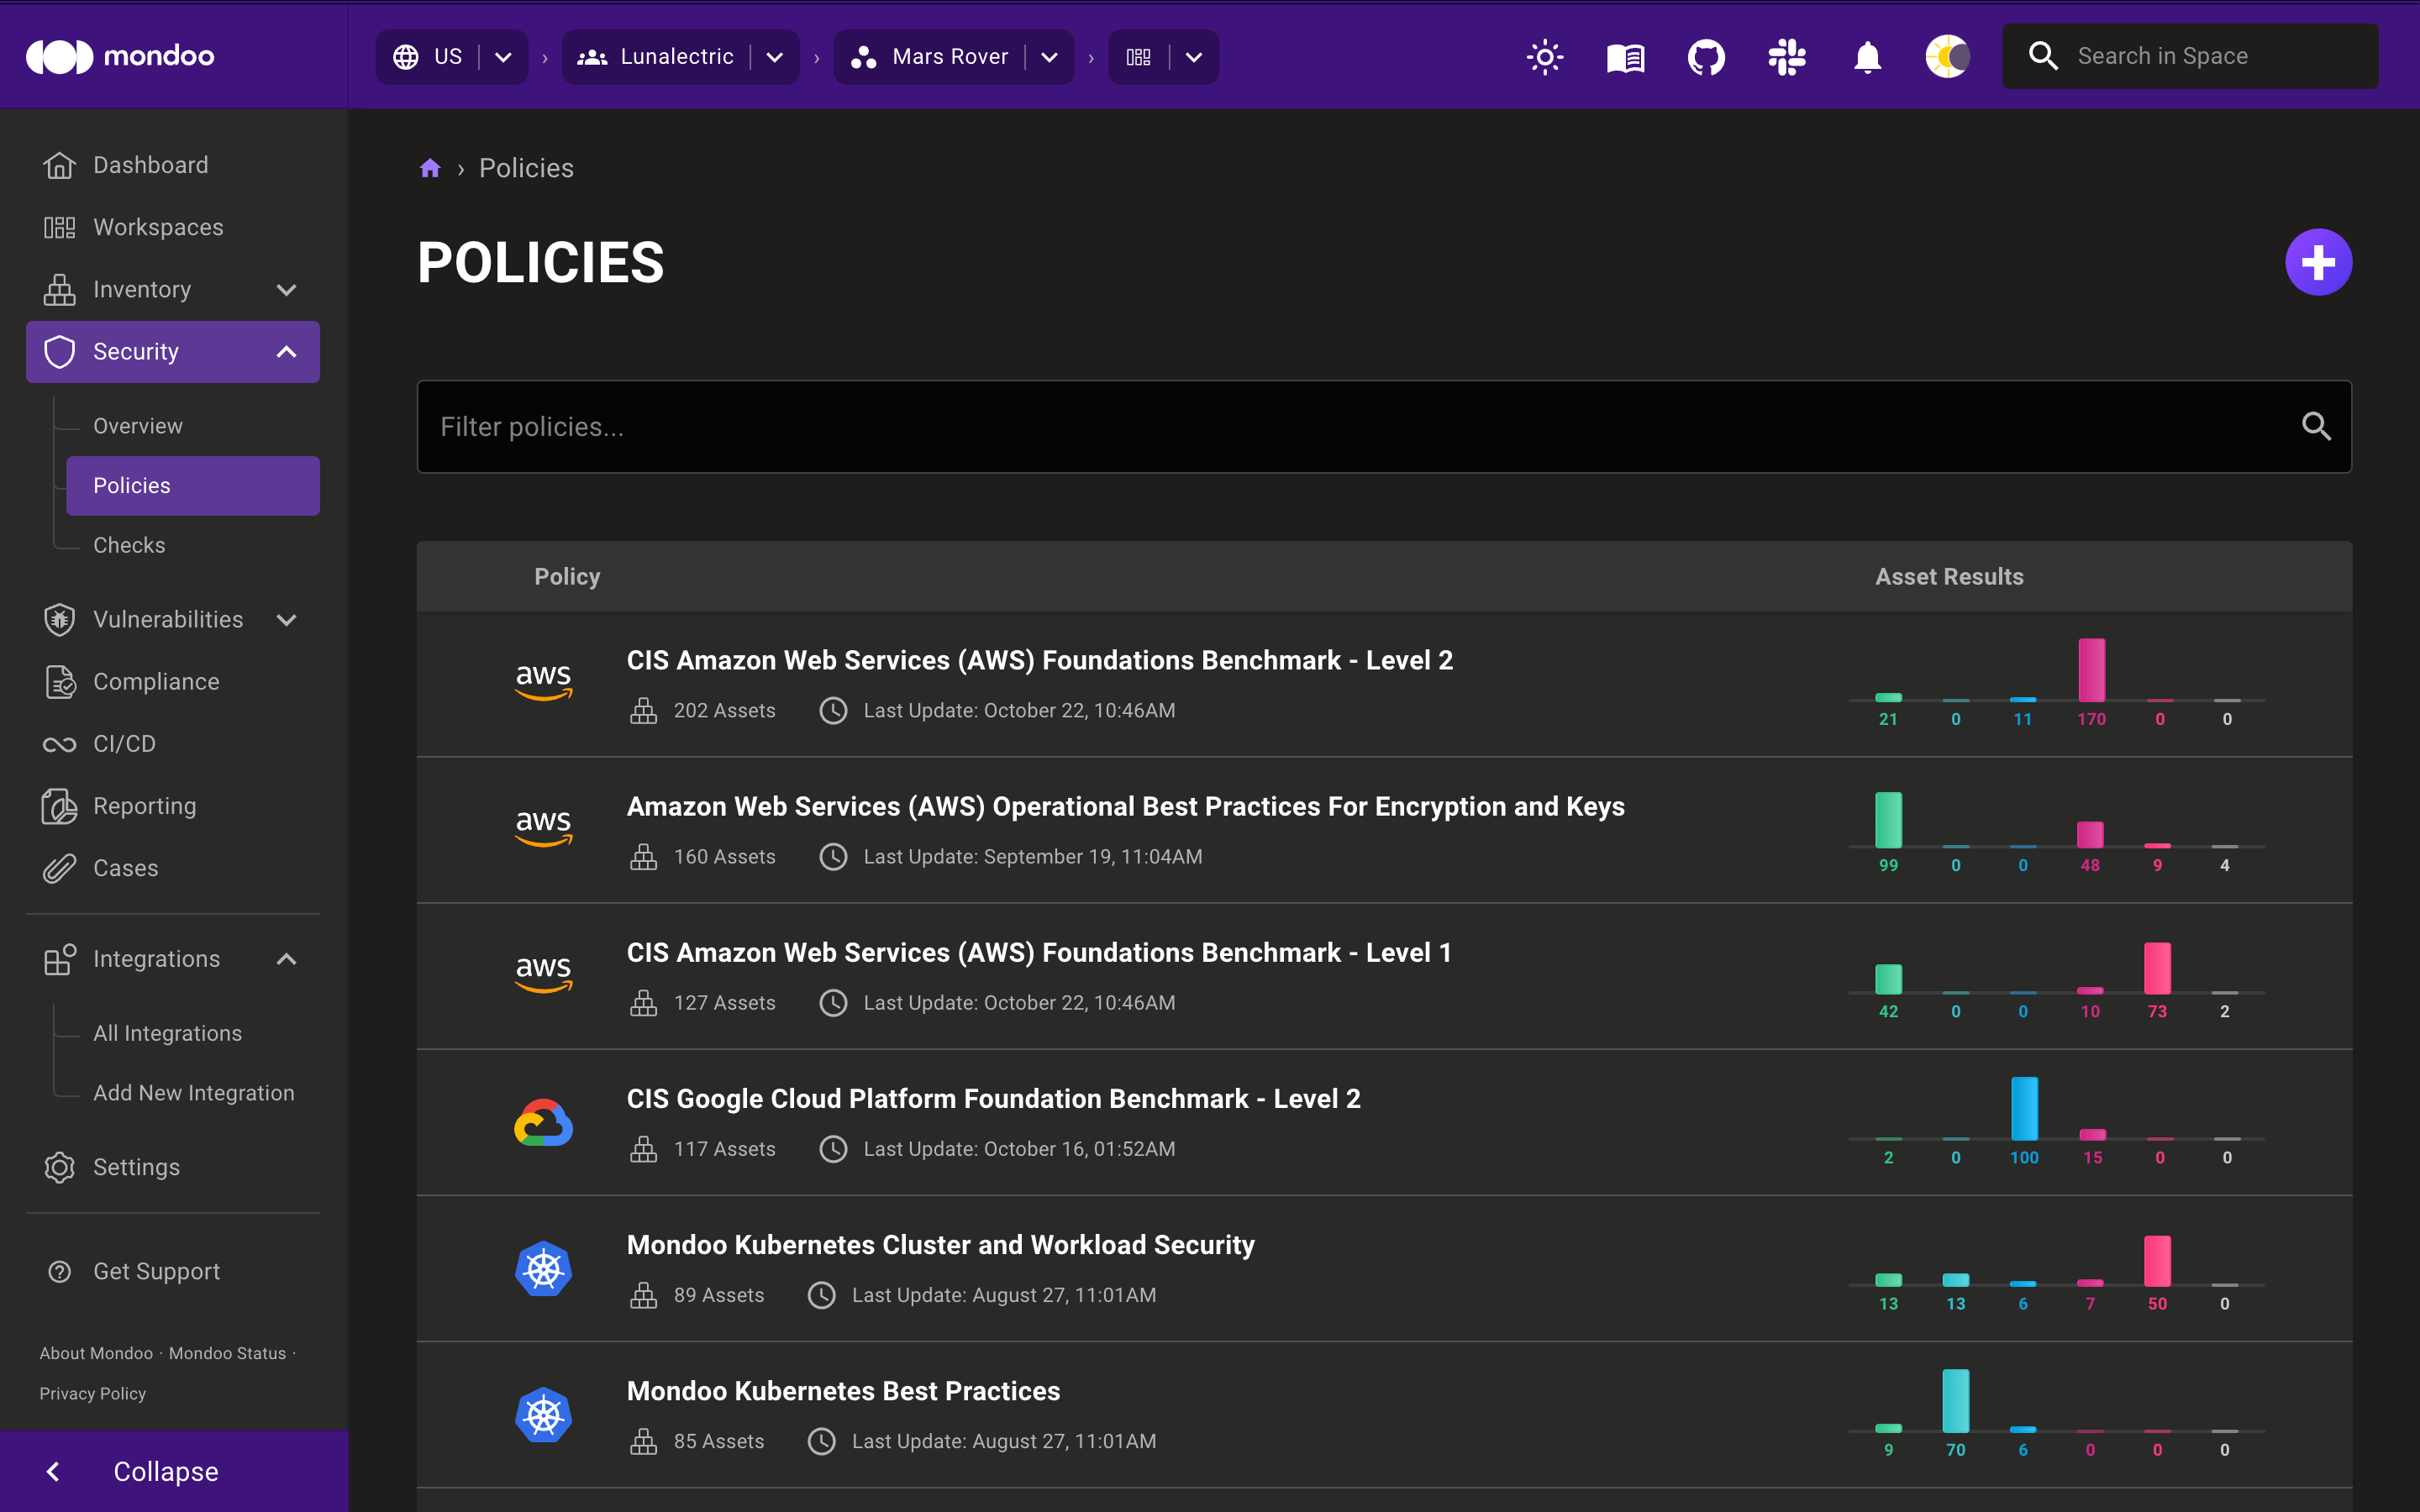 mondoo
US
Lunalectric
Mars Rover
Search in Space
Dashboard
Workspaces
Inventory
Security
Overview
Policies
Checks
Vulnerabilities
Compliance
CI/CD
Reporting
Cases
Integrations
All Integrations
Add New Integration
Settings
Get Support
About Mondoo · Mondoo Status ·
Privacy Policy
Collapse
› Policies
POLICIES
Filter policies...
Policy Asset Results
aws
CIS Amazon Web Services (AWS) Foundations Benchmark - Level 2
202 Assets Last Update: October 22, 10:46AM
21 0 11 170 0 0
aws
Amazon Web Services (AWS) Operational Best Practices For Encryption and Keys
160 Assets Last Update: September 19, 11:04AM
99 0 0 48 9 4
aws
CIS Amazon Web Services (AWS) Foundations Benchmark - Level 1
127 Assets Last Update: October 22, 10:46AM
42 0 0 10 73 2
CIS Google Cloud Platform Foundation Benchmark - Level 2
117 Assets Last Update: October 16, 01:52AM
2 0 100 15 0 0
Mondoo Kubernetes Cluster and Workload Security
89 Assets Last Update: August 27, 11:01AM
13 13 6 7 50 0
Mondoo Kubernetes Best Practices
85 Assets Last Update: August 27, 11:01AM
9 70 6 0 0 0